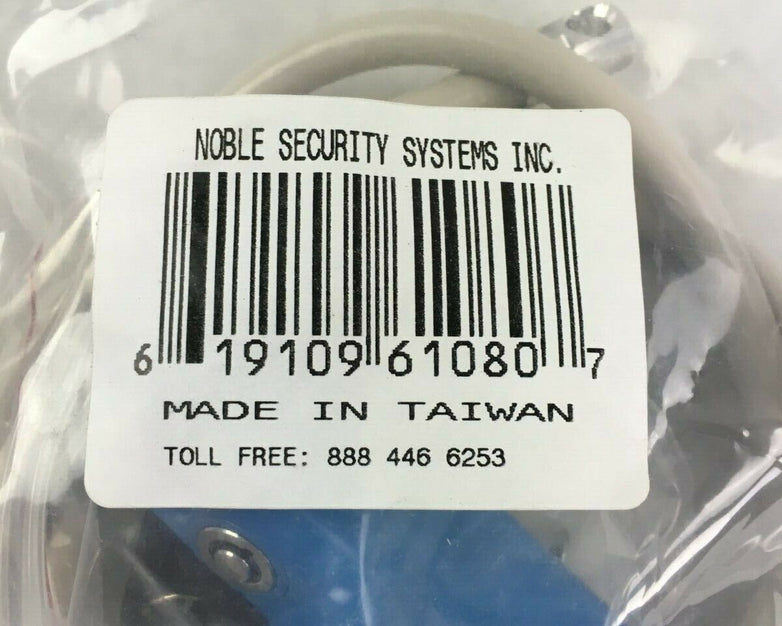 NOBLE SECURITY SYSTEMS INC.
6 19109 61080 7
MADE IN TAIWAN
TOLL FREE: 888 446 6253